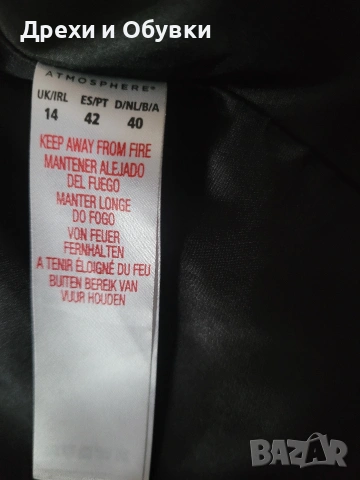 Дрехи и Обувки
ATMOSPHERE®
UK/IRL ES/PT D/NL/B/A
14 42 40
KEEP AWAY FROM FIRE
MANTENER ALEJADO
DEL FUEGO
MANTER LONGE
DO FOGO
VON FEUER
FERNHALTEN
A TENIR ÉLOIGNÉ DU FEU
BUITEN BEREIK VAN
VUUR HOUDEN
BAZAR